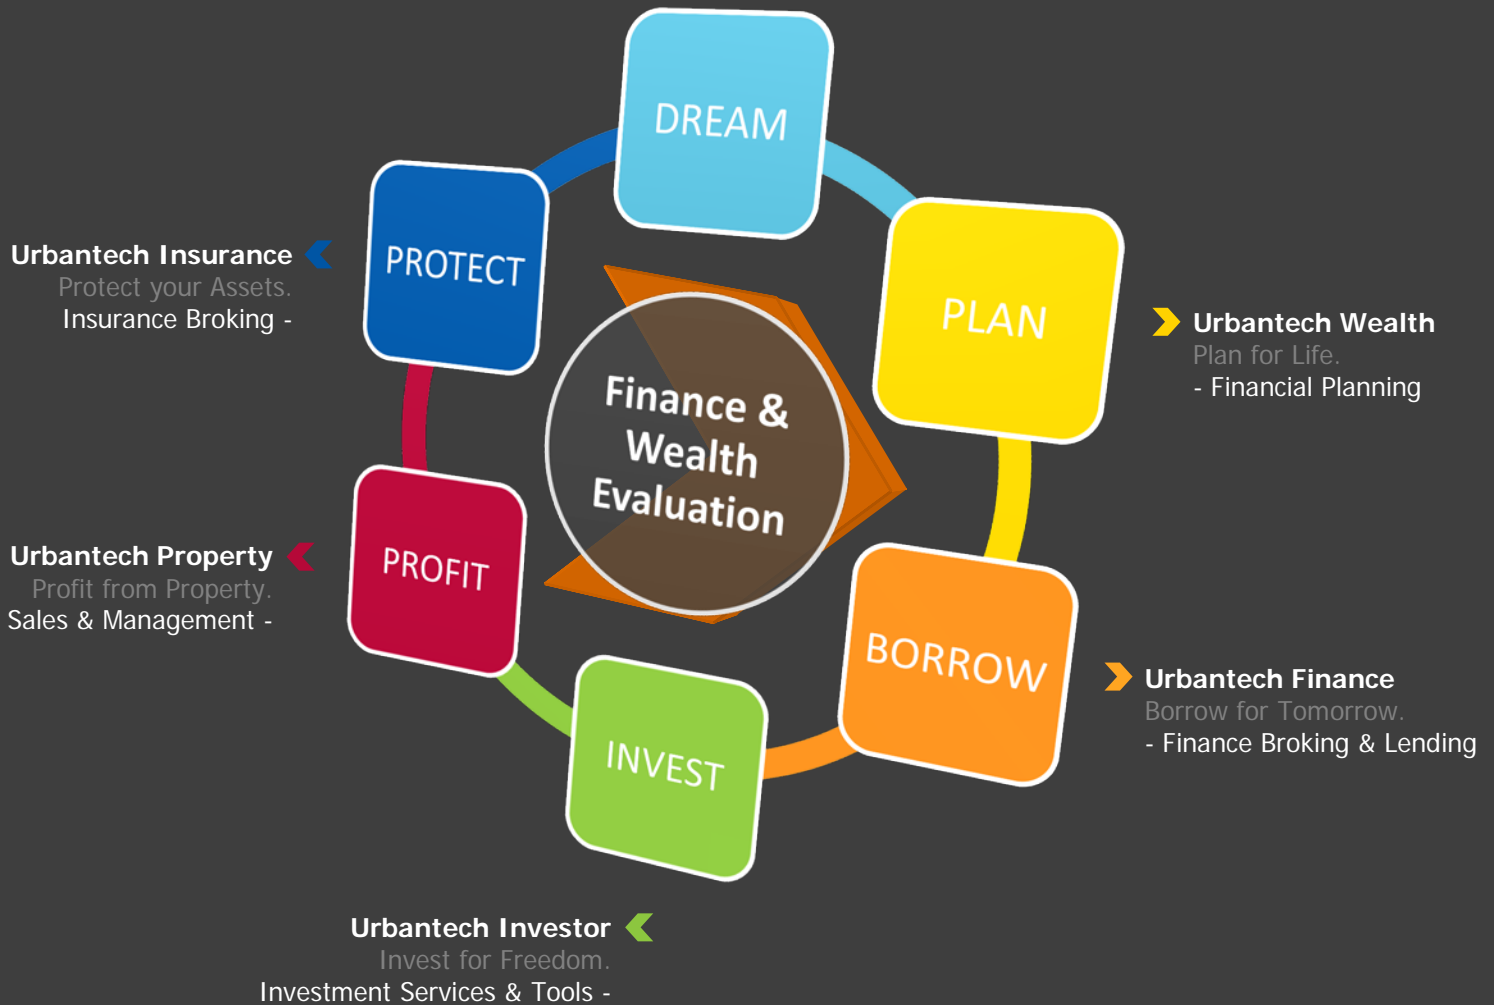 DREAM
PROTECT
PLAN
Urbantech Insurance
Protect your Assets.
Insurance Broking -
Urbantech Wealth
Plan for Life.
- Financial Planning
Finance &
Wealth
Evaluation
Urbantech Property
Profit from Property.
Sales & Management -
PROFIT
BORROW
Urbantech Finance
Borrow for Tomorrow.
- Finance Broking & Lending
INVEST
Urbantech Investor
Invest for Freedom.
Investment Services & Tools -